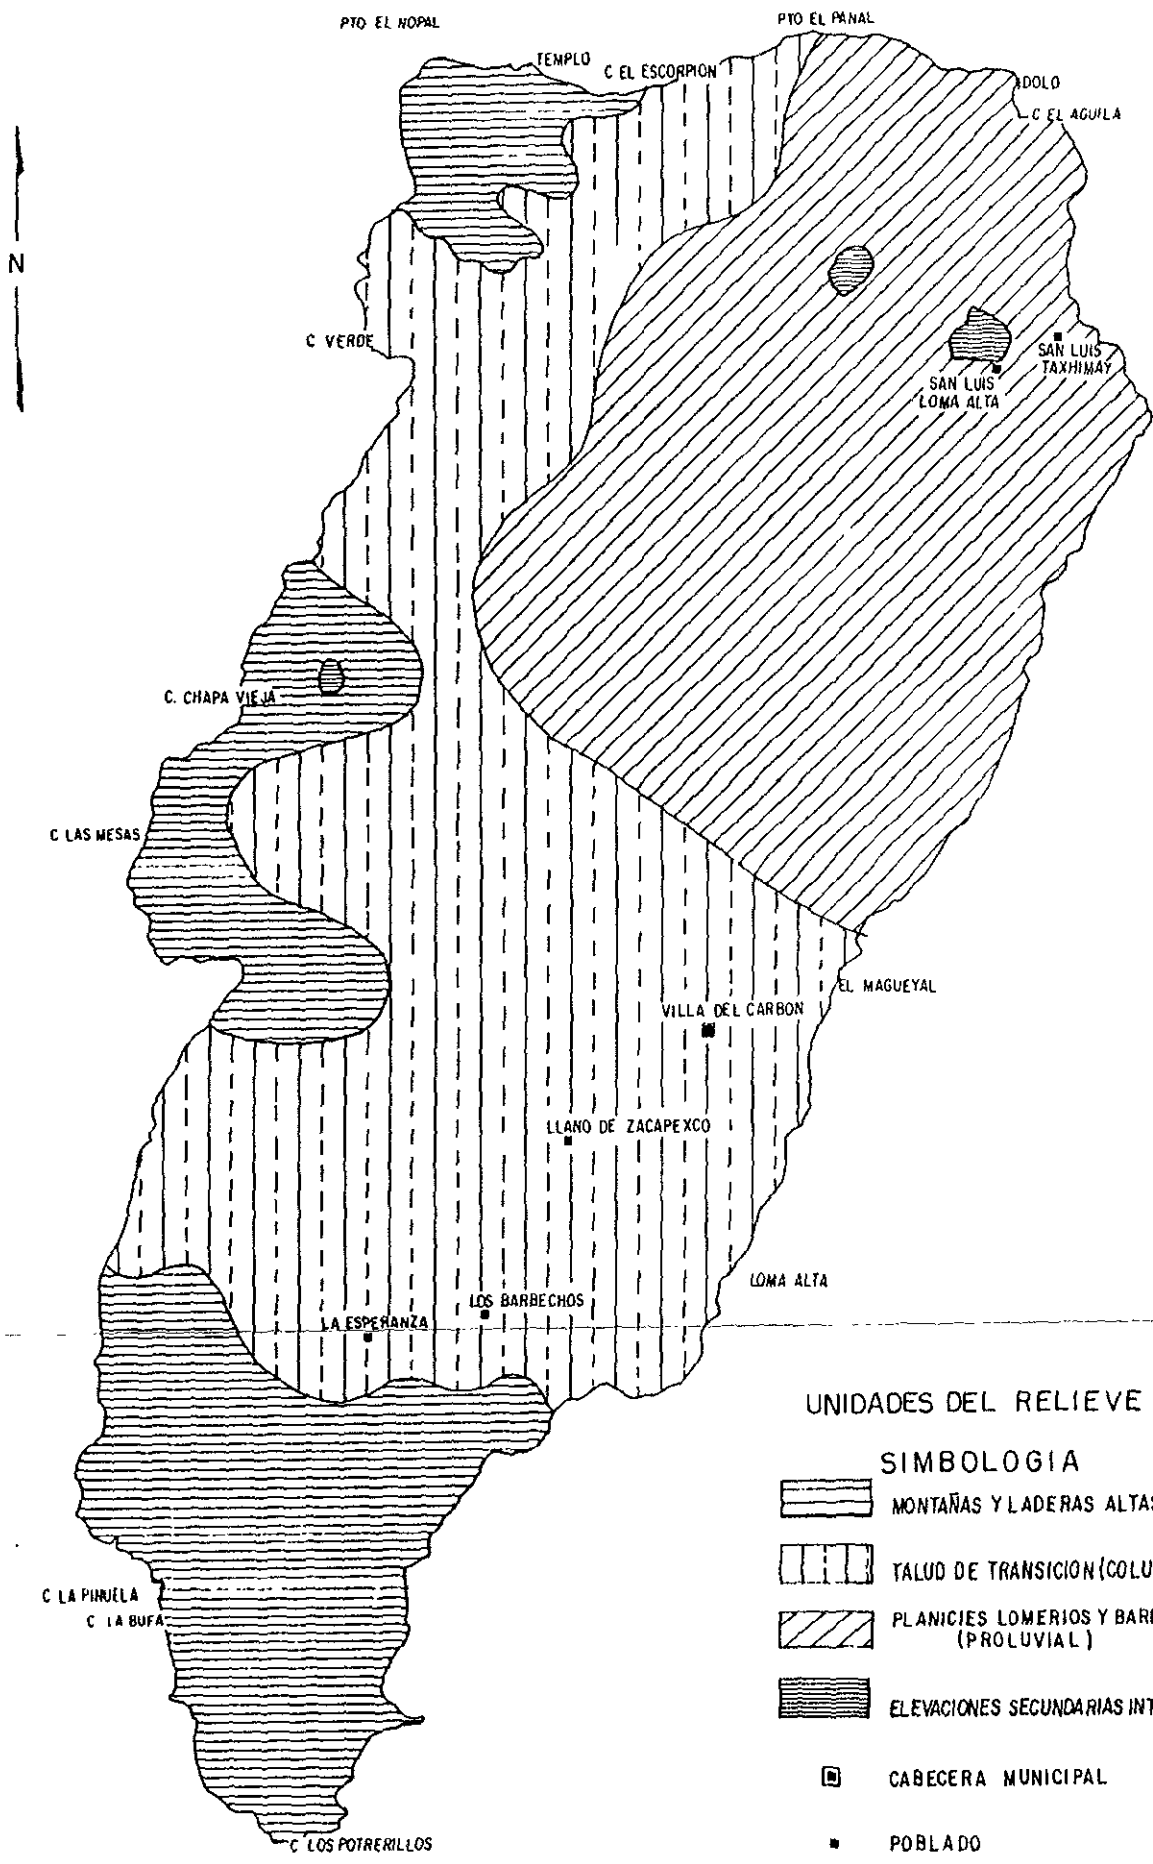 PTO EL NOPAL
PTO EL PANAL
TEMPLO
C EL ESCORPION
DOLO
C EL AGUILA
N
C VERDE
SAN LUIS
TAXHIMAY
SAN LUIS
LOMA ALTA
C. CHAPA VIEJA
C LAS MESAS
EL MAGUEYAL
VILLA DEL CARBON
LLANO DE ZACAPEXCO
LOMA ALTA
LOS BARBECHOS
LA ESPERANZA
UNIDADES DEL RELIEVE
SIMBOLOGIA
MONTAÑAS Y LADERAS ALTAS
TALUD DE TRANSICION (COLU
PLANICIES LOMERIOS Y BAR
(PROLUVIAL)
ELEVACIONES SECUNDARIAS INT
CABECERA MUNICIPAL
POBLADO
C LA PIÑUELA
C LA BUFA
C LOS POTRERILLOS